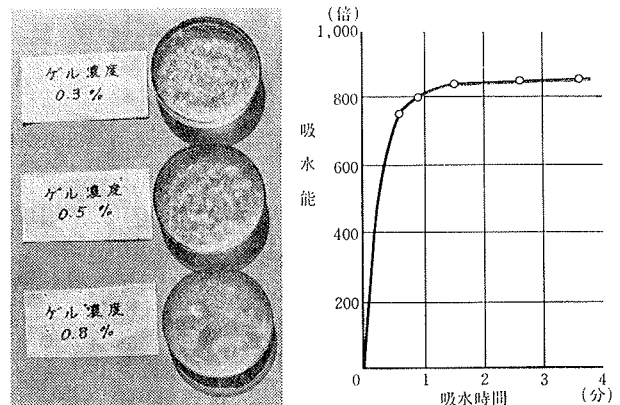 ゲル濃度
0.3 %
ゲル濃度
0.5 %
ゲル濃度
0.8 %
(倍)
1,000
800
600
400
200
吸水能
0 1 2 3 4
吸水時間 (分)